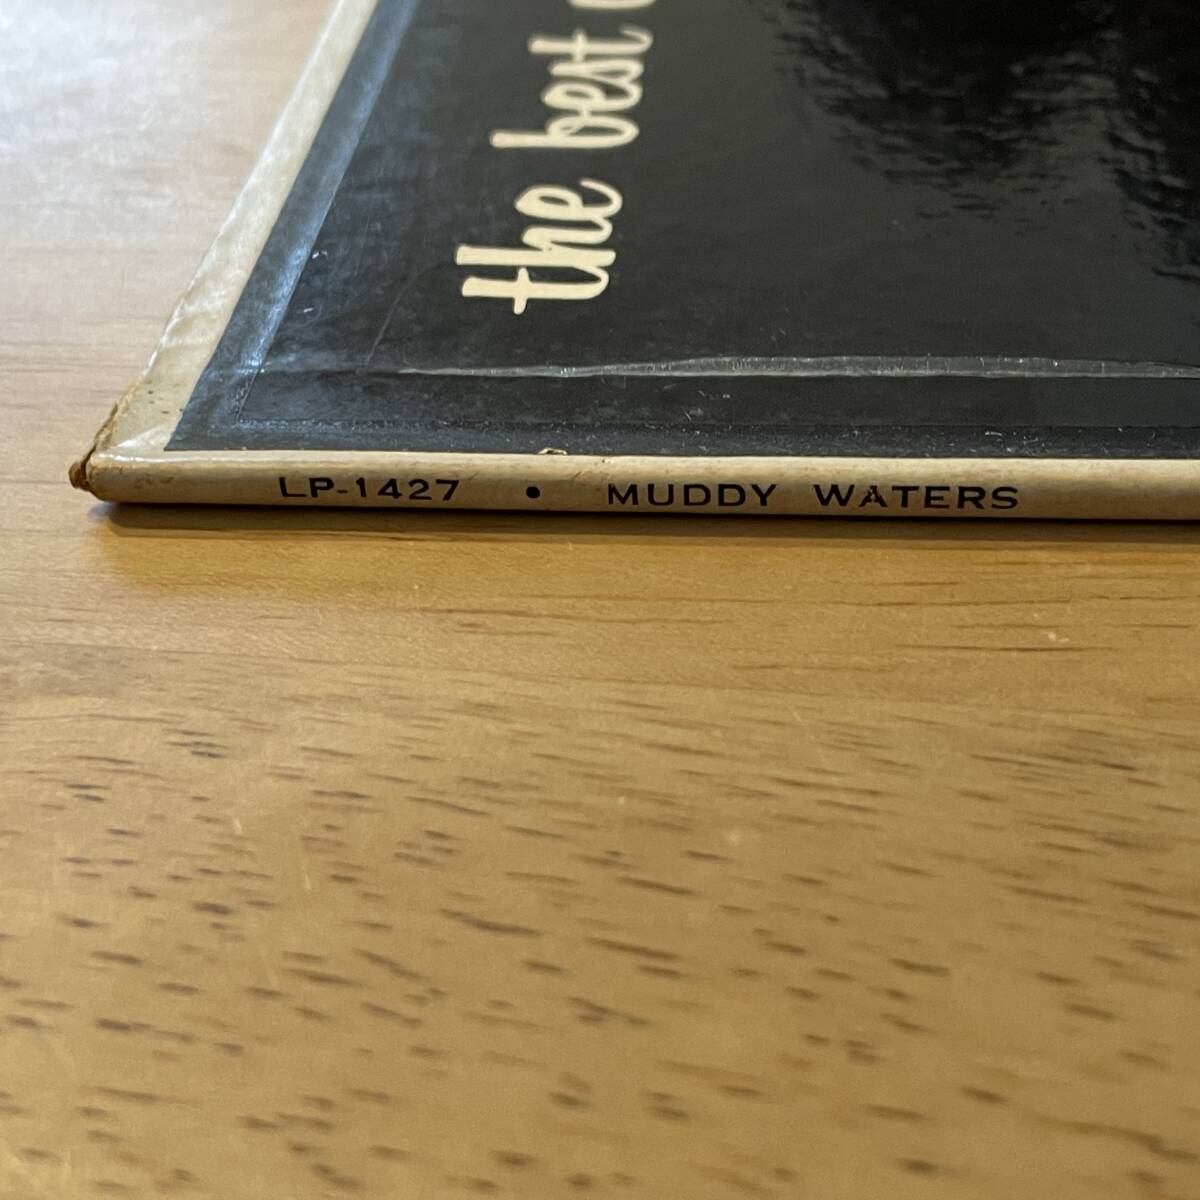 the best
LP-1427 • MUDDY WATERS